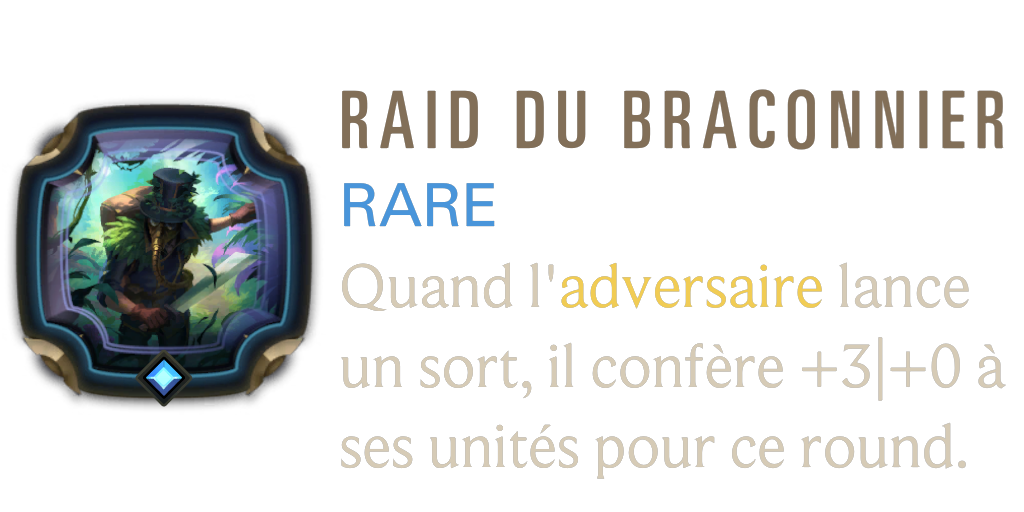 RAID DU BRACONNIER
RARE
Quand l'adversaire lance
un sort, il confère +3|+0 à
ses unités pour ce round.